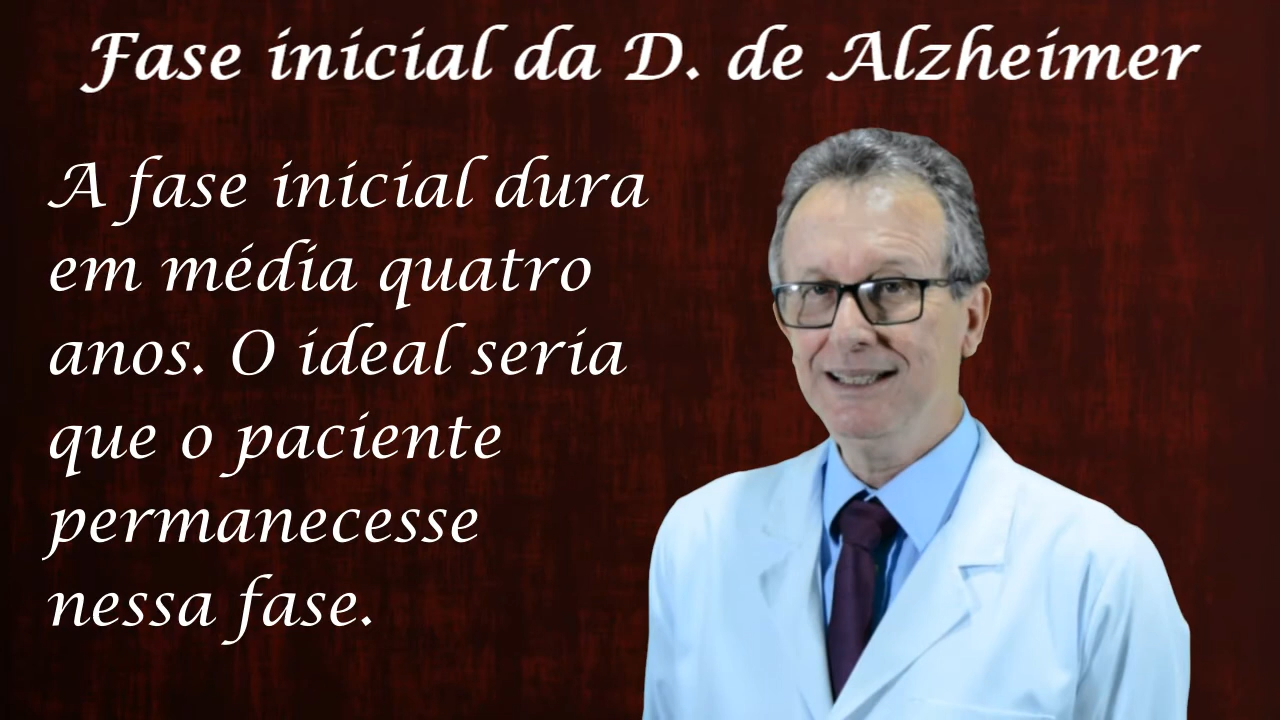 Fase inicial da D. de Alzheimer
A fase inicial dura
em média quatro
anos. O ideal seria
que o paciente
permanecesse
nessa fase.